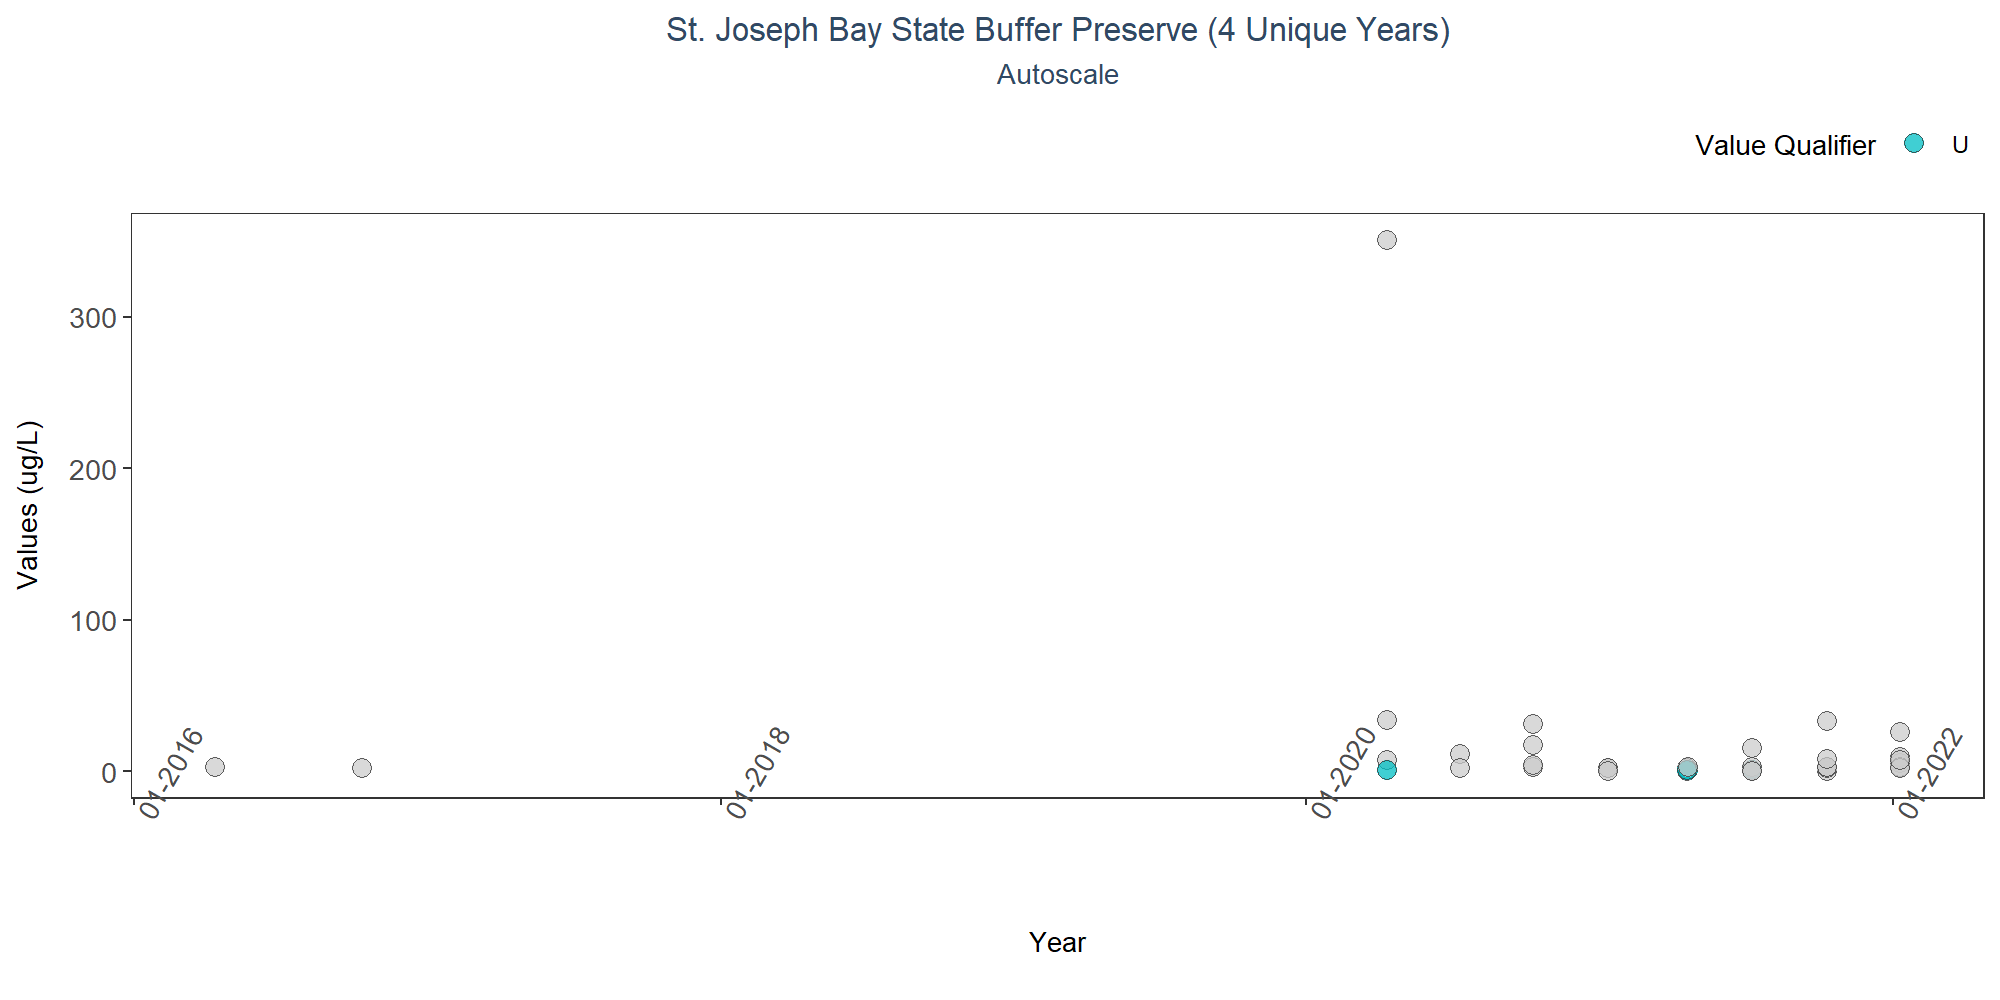 St. Joseph Bay State Buffer Preserve (4 Unique Years)
Autoscale
Value Qualifier U
300
200
100
0
Values (ug/L)
01-2016
01-2018
01-2020
01-2022
Year